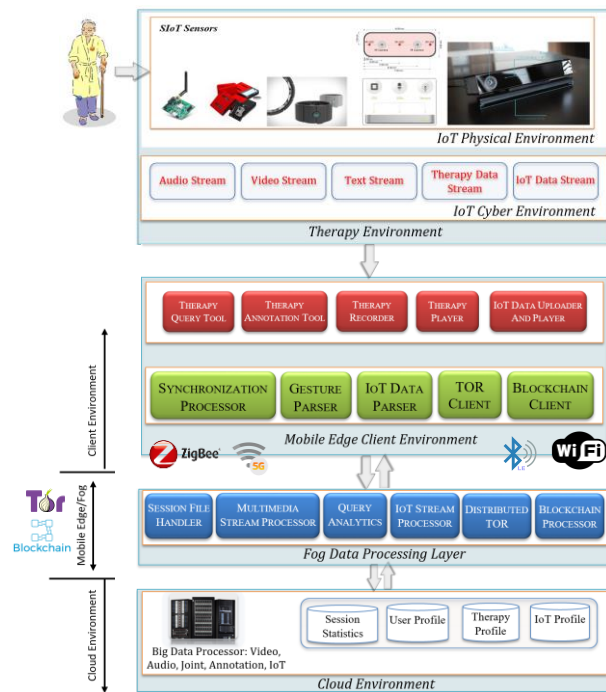 SIoT Sensors
IoT Physical Environment
Audio Stream
Video Stream
Text Stream
Therapy Data
Stream
IoT Data Stream
IoT Cyber Environment
Therapy Environment
THERAPY
QUERY TOOL
THERAPY
ANNOTATION TOOL
THERAPY
RECORDER
THERAPY
PLAYER
IOT DATA UPLOADER
AND PLAYER
SYNCHRONIZATION
PROCESSOR
GESTURE
PARSER
IOT DATA
PARSER
TOR
CLIENT
BLOCKCHAIN
CLIENT
Mobile Edge Client Environment
Client Environment
ZigBee
5G
LE
WiFi
Tor
Blockchain
Mobile Edge/Fog
SESSION FILE
HANDLER
MULTIMEDIA
STREAM PROCESSOR
QUERY
ANALYTICS
IOT STREAM
PROCESSOR
DISTRIBUTED
TOR
BLOCKCHAIN
PROCESSOR
Fog Data Processing Layer
Cloud Environment
Big Data Processor: Video,
Audio, Joint, Annotation, IoT
Session
Statistics
User Profile
Therapy
Profile
IoT Profile
Cloud Environment